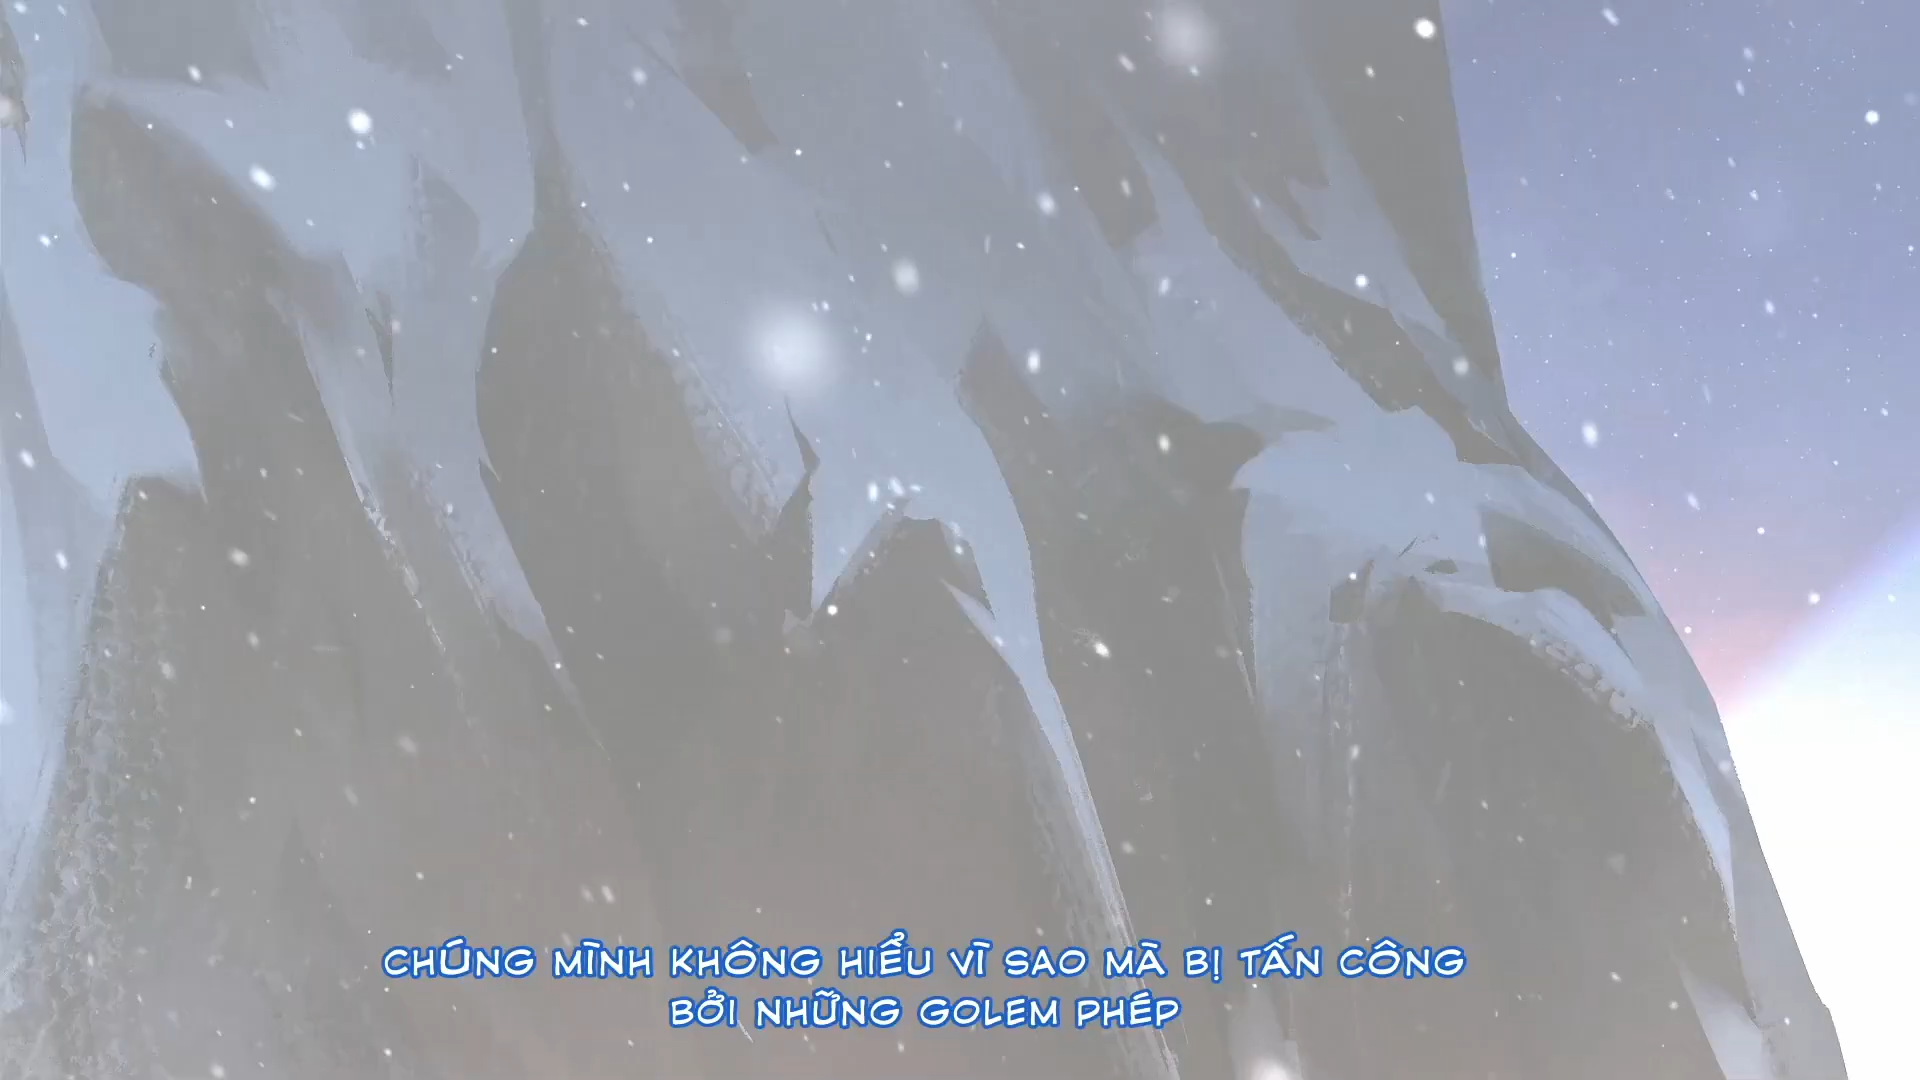 CHÚNG MÌNH KHÔNG HIỂU VÌ SAO MÀ BỊ TẤN CÔNG
BỞI NHỮNG GOLEM PHÉP